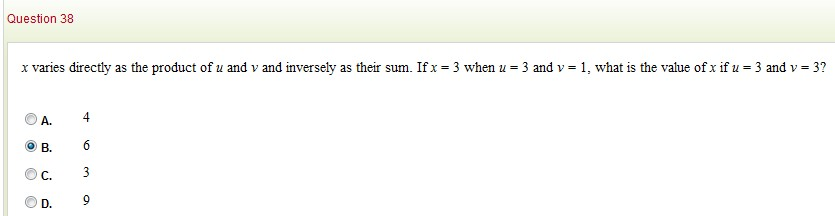 Question 38
x varies directly as the product of u and v and inversely as their sum. If x = 3 when u = 3 and v = 1, what is the value of x if u = 3 and v = 3?
A. 4
B. 6
C. 3
D. 9